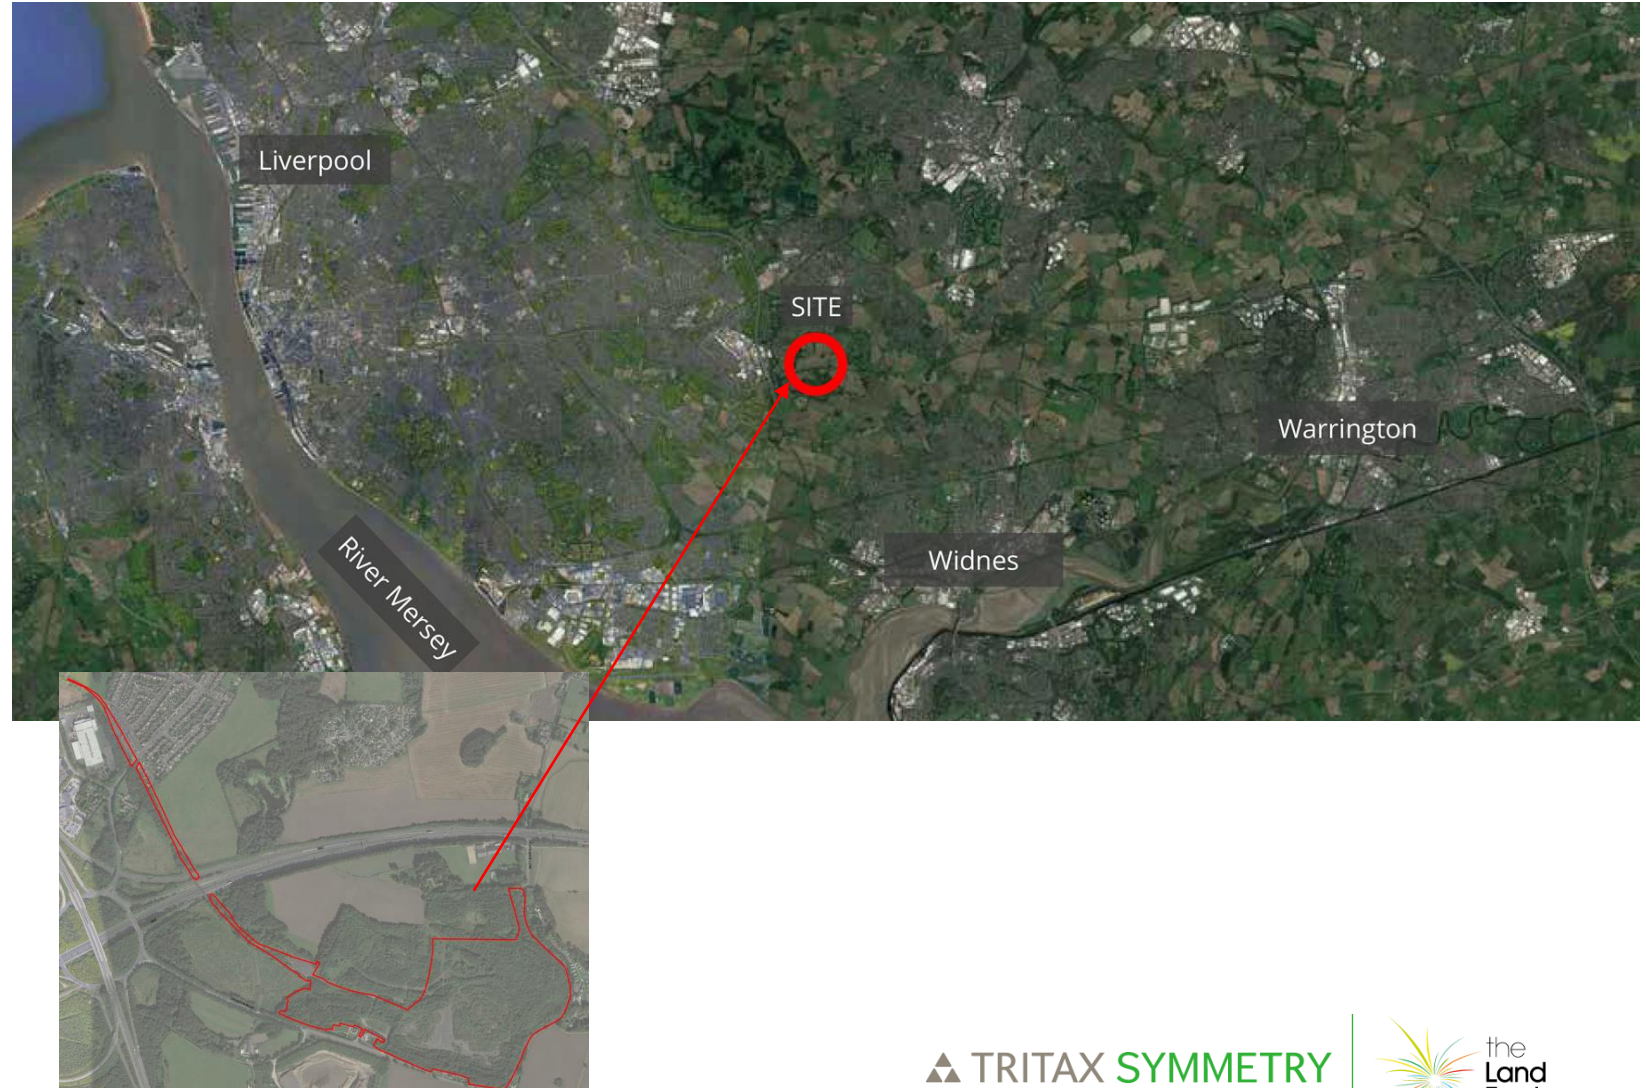 Liverpool
SITE
Warrington
Widnes
River Mersey
TRITAX SYMMETRY
the
Land